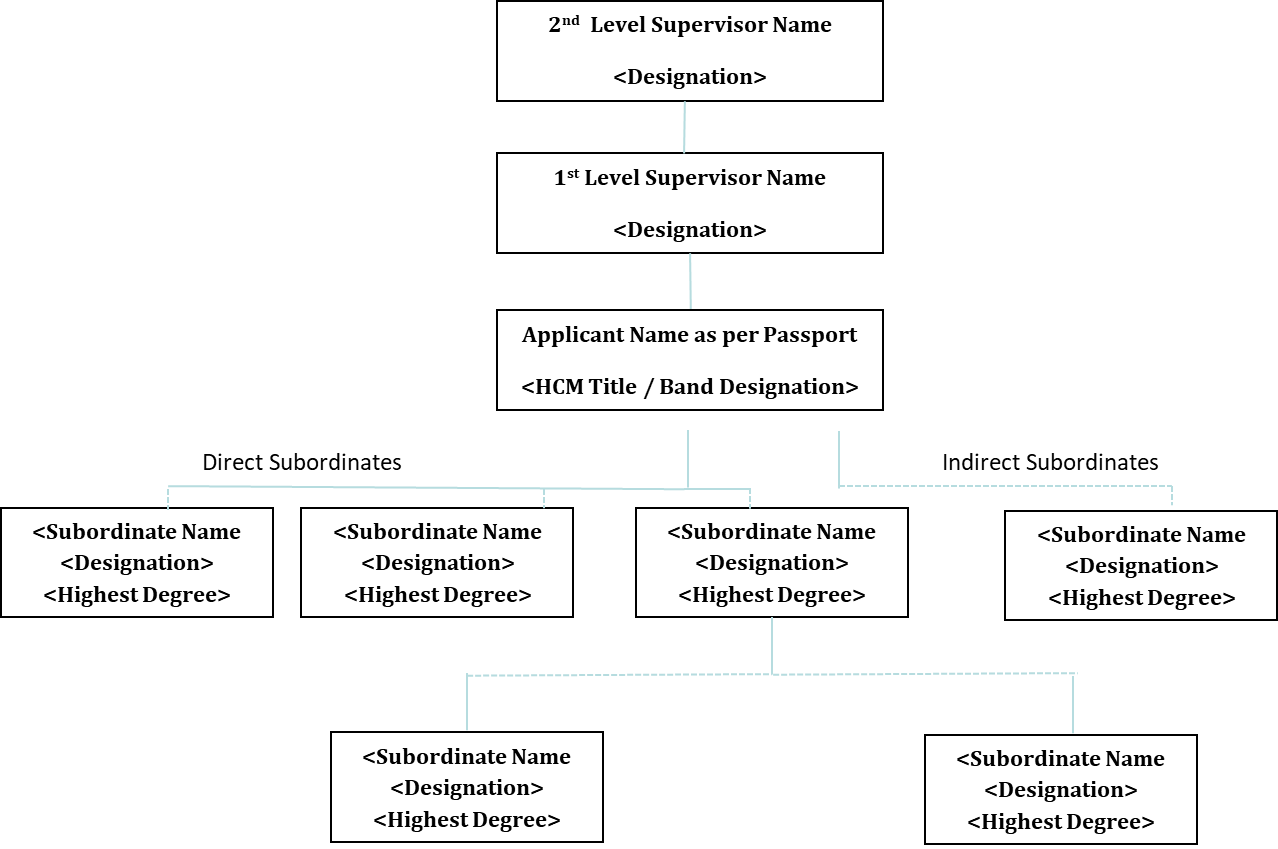 2nd Level Supervisor Name
<Designation>
1st Level Supervisor Name
<Designation>
Applicant Name as per Passport
<HCM Title / Band Designation>
Direct Subordinates
Indirect Subordinates
<Subordinate Name
<Designation>
<Highest Degree>
<Subordinate Name
<Designation>
<Highest Degree>
<Subordinate Name
<Designation>
<Highest Degree>
<Subordinate Name
<Designation>
<Highest Degree>
<Subordinate Name
<Designation>
<Highest Degree>
<Subordinate Name
<Designation>
<Highest Degree>